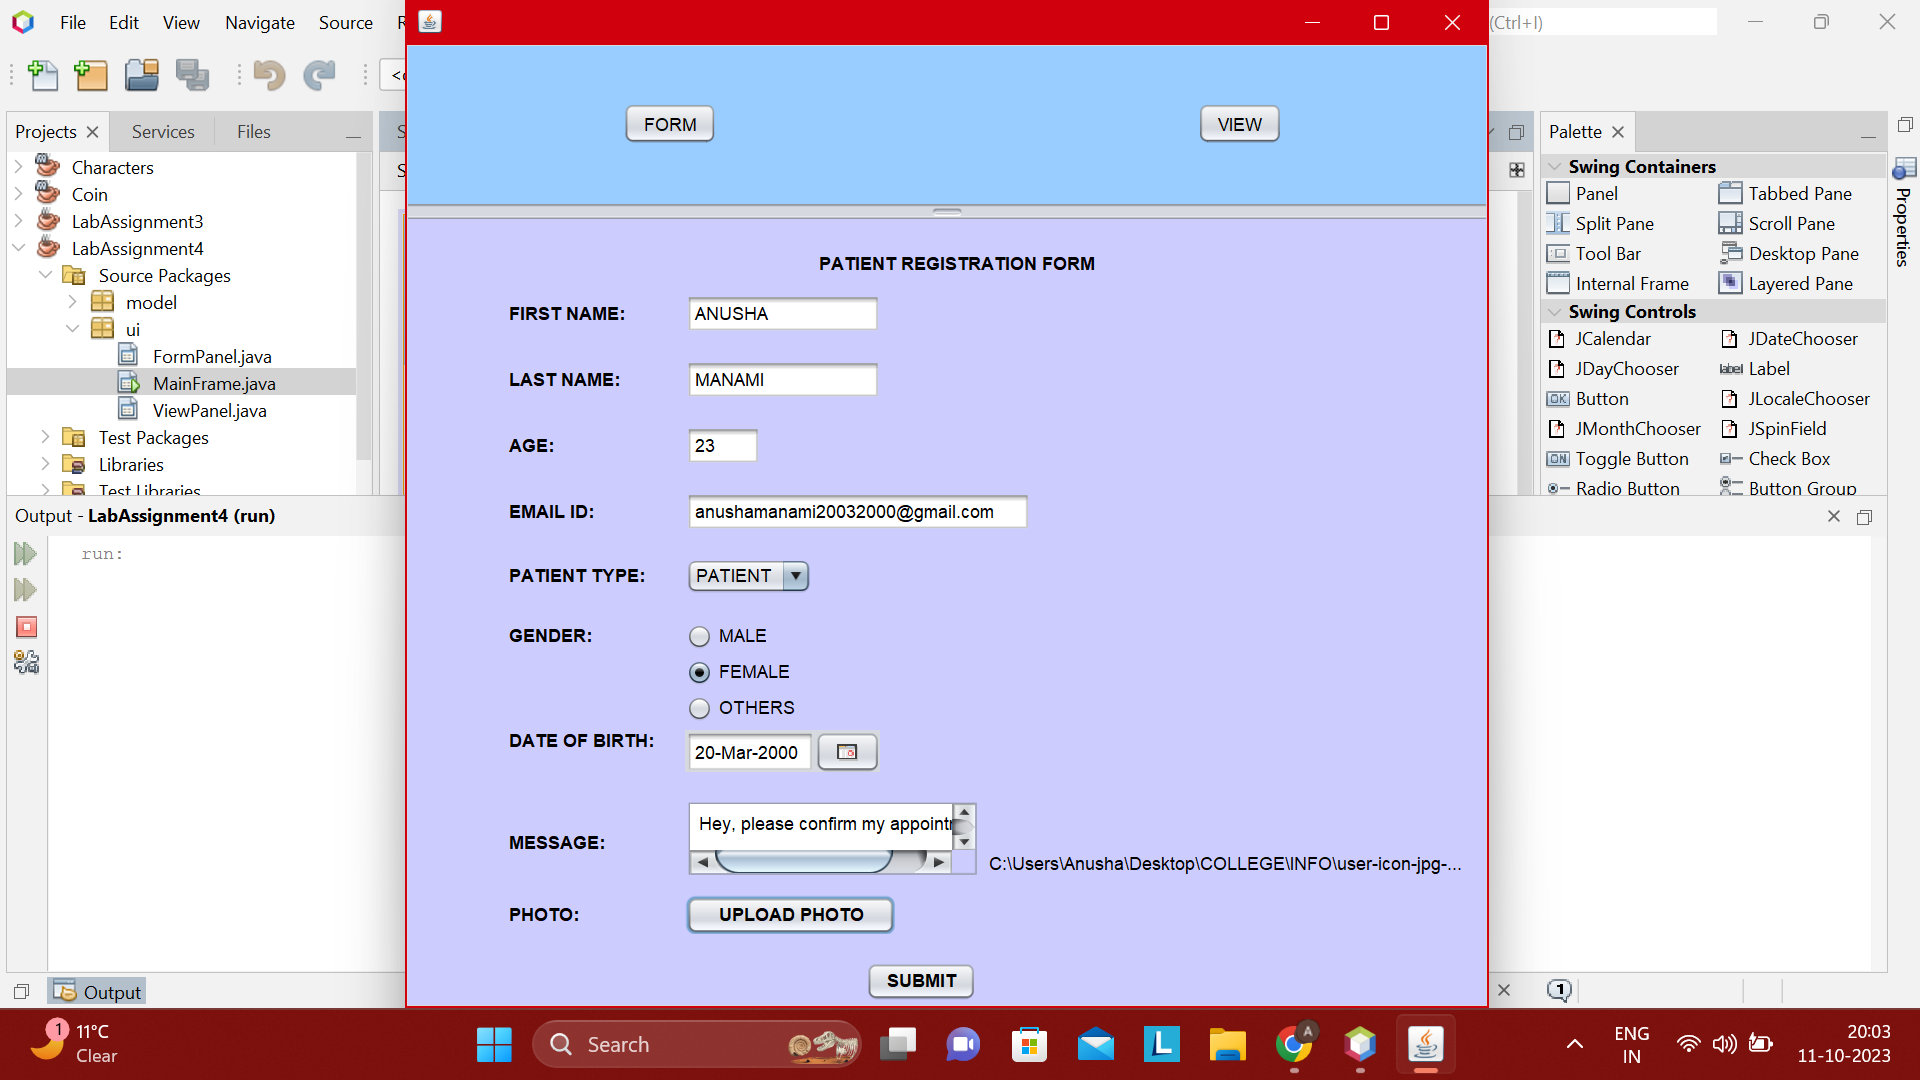 File Edit View Navigate Source
(Ctrl+I)
Projects Services Files
Characters
Coin
LabAssignment3
LabAssignment4
Source Packages
model
ui
FormPanel.java
MainFrame.java
ViewPanel.java
Test Packages
Libraries
Test Libraries
FORM
VIEW
PATIENT REGISTRATION FORM
FIRST NAME: ANUSHA
LAST NAME: MANAMI
AGE: 23
EMAIL ID: anushamanami20032000@gmail.com
PATIENT TYPE: PATIENT
GENDER: MALE
FEMALE
OTHERS
DATE OF BIRTH: 20-Mar-2000
MESSAGE: Hey, please confirm my appoint
C:\Users\Anusha\Desktop\COLLEGE\INFO\user-icon-jpg-...
PHOTO: UPLOAD PHOTO
SUBMIT
Palette
Swing Containers
Panel Tabbed Pane
Split Pane Scroll Pane
Tool Bar Desktop Pane
Internal Frame Layered Pane
Swing Controls
JCalendar JDateChooser
JDayChooser label Label
OK Button JLocaleChooser
JMonthChooser JSpinField
ON Toggle Button Check Box
Radio Button Button Group
Properties
Output - LabAssignment4 (run)
run:
Output
1
1 11°C
Clear
Search
L
A
ENG
IN
20:03
11-10-2023